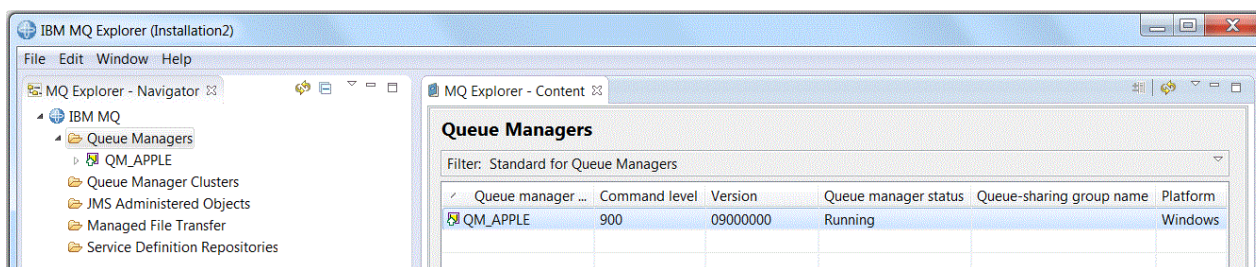 IBM MQ Explorer (Installation2)
File Edit Window Help
MQ Explorer - Navigator
IBM MQ
Queue Managers
QM_APPLE
Queue Manager Clusters
JMS Administered Objects
Managed File Transfer
Service Definition Repositories
MQ Explorer - Content
Queue Managers
Filter: Standard for Queue Managers
Queue manager ... Command level Version Queue manager status Queue-sharing group name Platform
QM_APPLE 900 09000000 Running Windows